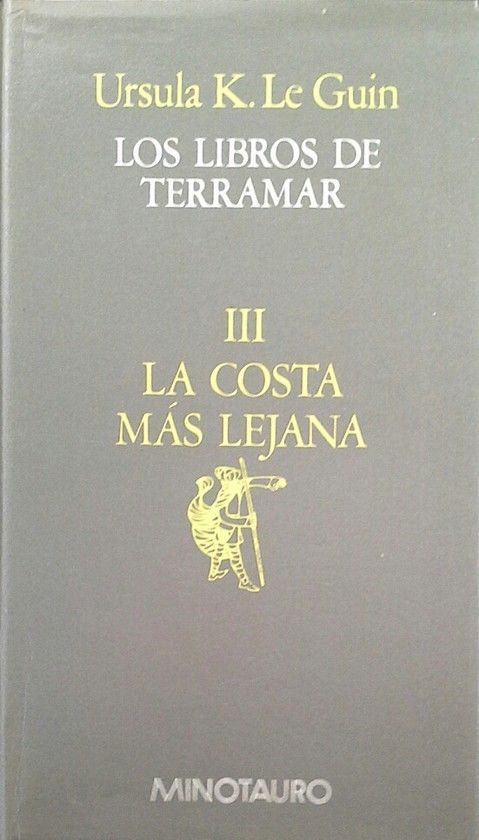 Ursula K. Le Guin
LOS LIBROS DE
TERRAMAR
III
LA COSTA
MÁS LEJANA
MINOTAURO